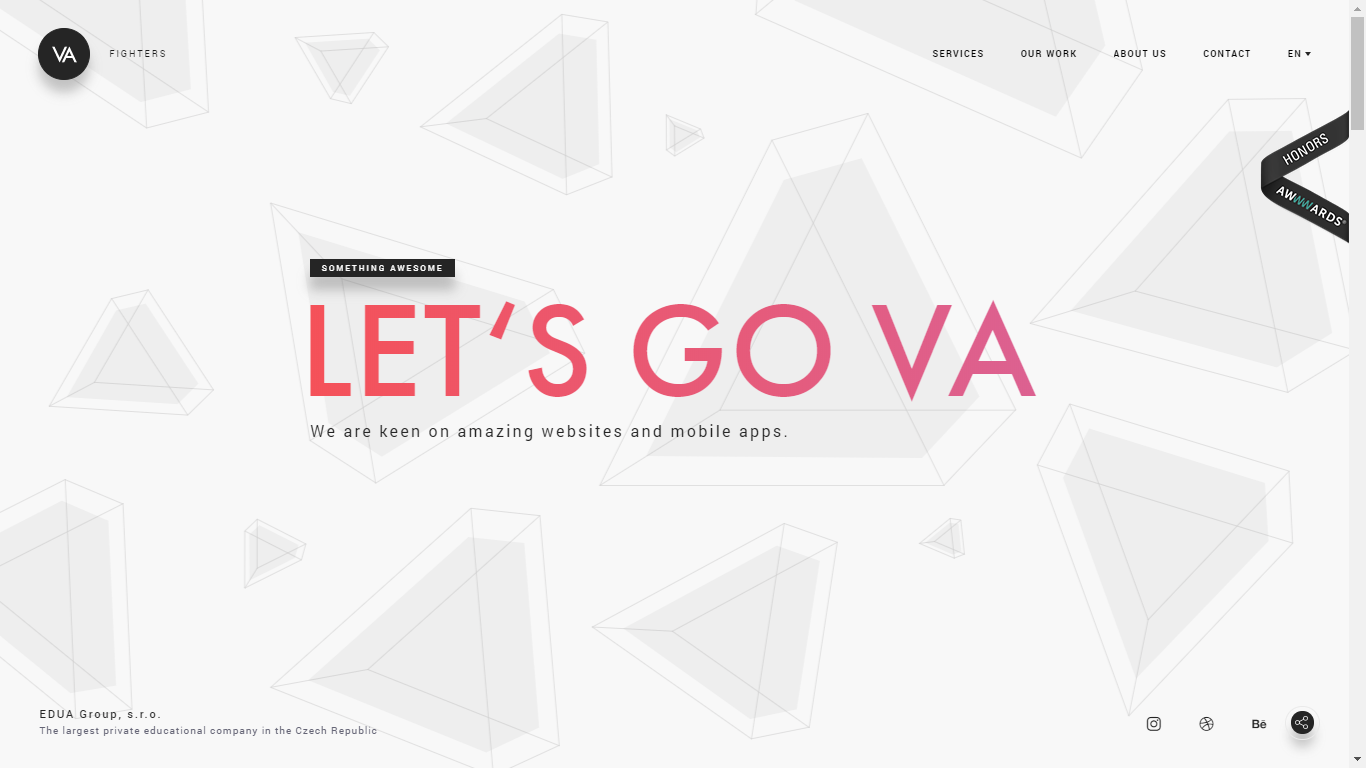 VA FIGHTERS
SERVICES OUR WORK ABOUT US CONTACT EN
HONORS
AWWWARDS
SOMETHING AWESOME
LET'S GO VA
We are keen on amazing websites and mobile apps.
EDUA Group, s.r.o.
The largest private educational company in the Czech Republic
Bē